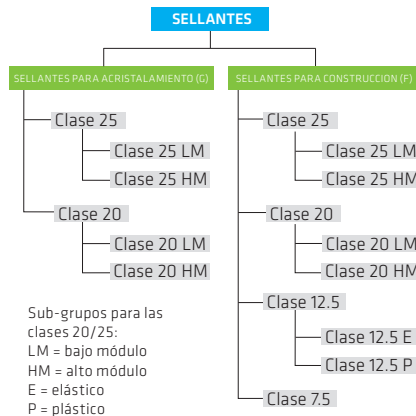 SELLANTES
SELLANTES PARA ACRISTALAMIENTO (G)
Clase 25
Clase 25 LM
Clase 25 HM
Clase 20
Clase 20 LM
Clase 20 HM
SELLANTES PARA CONSTRUCCION (F)
Clase 25
Clase 25 LM
Clase 25 HM
Clase 20
Clase 20 LM
Clase 20 HM
Clase 12.5
Clase 12.5 E
Clase 12.5 P
Clase 7.5
Sub-grupos para las
clases 20/25:
LM = bajo módulo
HM = alto módulo
E = elástico
P = plástico